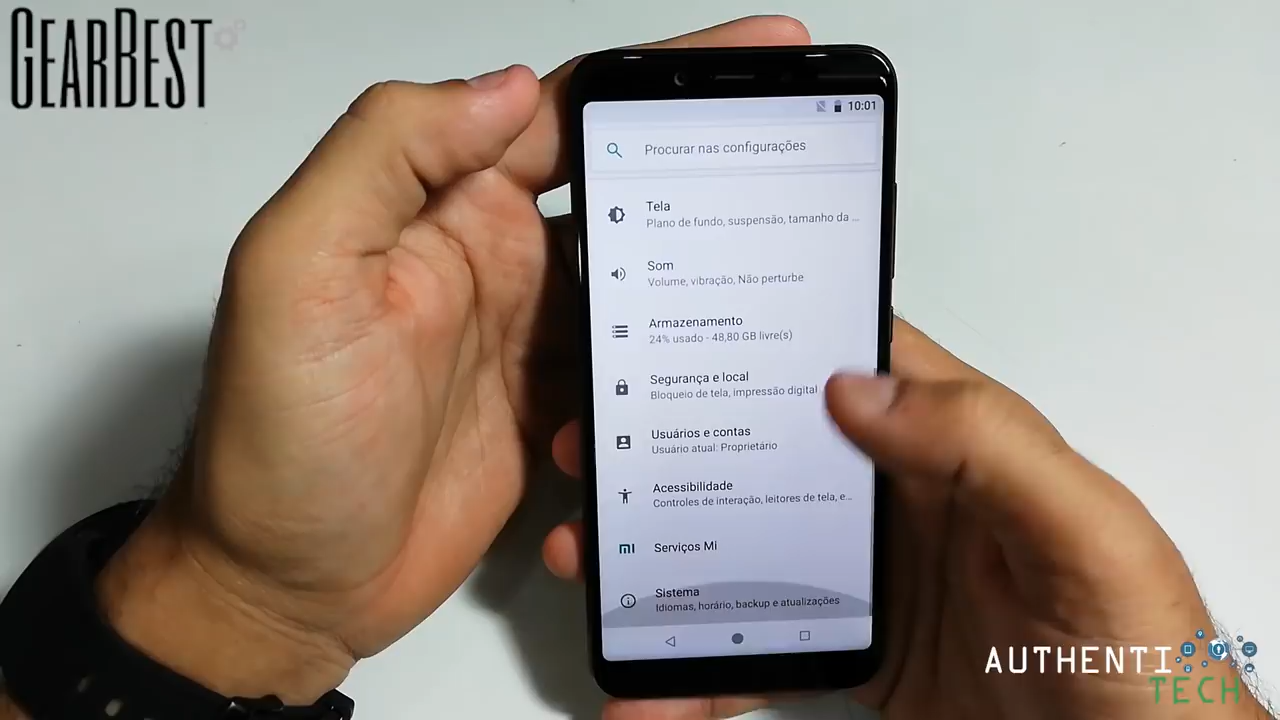 GEARBEST
10:01
Procurar nas configurações
Tela
Plano de fundo, suspensão, tamanho da ...
Som
Volume, vibração, Não perturbe
Armazenamento
24% usado - 48,80 GB livre(s)
Segurança e local
Bloqueio de tela, impressão digital
Usuários e contas
Usuário atual: Proprietário
Acessibilidade
Controles de interação, leitores de tela, e...
Serviços Mi
Sistema
Idiomas, horário, backup e atualizações
AUTHENTI
TECH